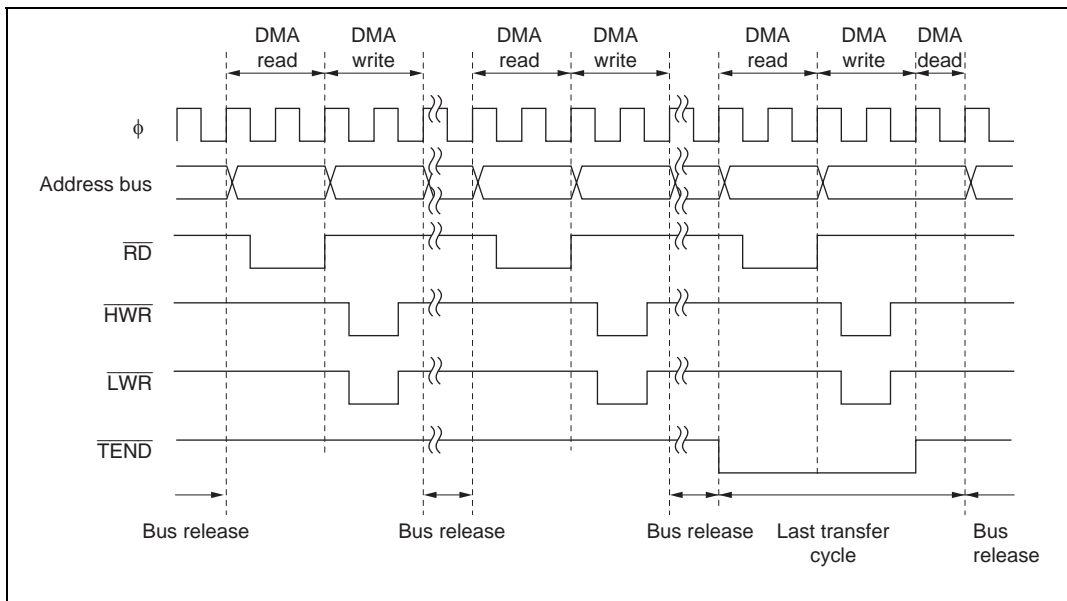 DMA read
DMA write
DMA read
DMA write
DMA read
DMA write
DMA dead
φ
Address bus
RD
HWR
LWR
TEND
Bus release
Bus release
Bus release
Last transfer cycle
Bus release